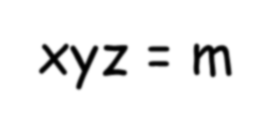 xyz = m